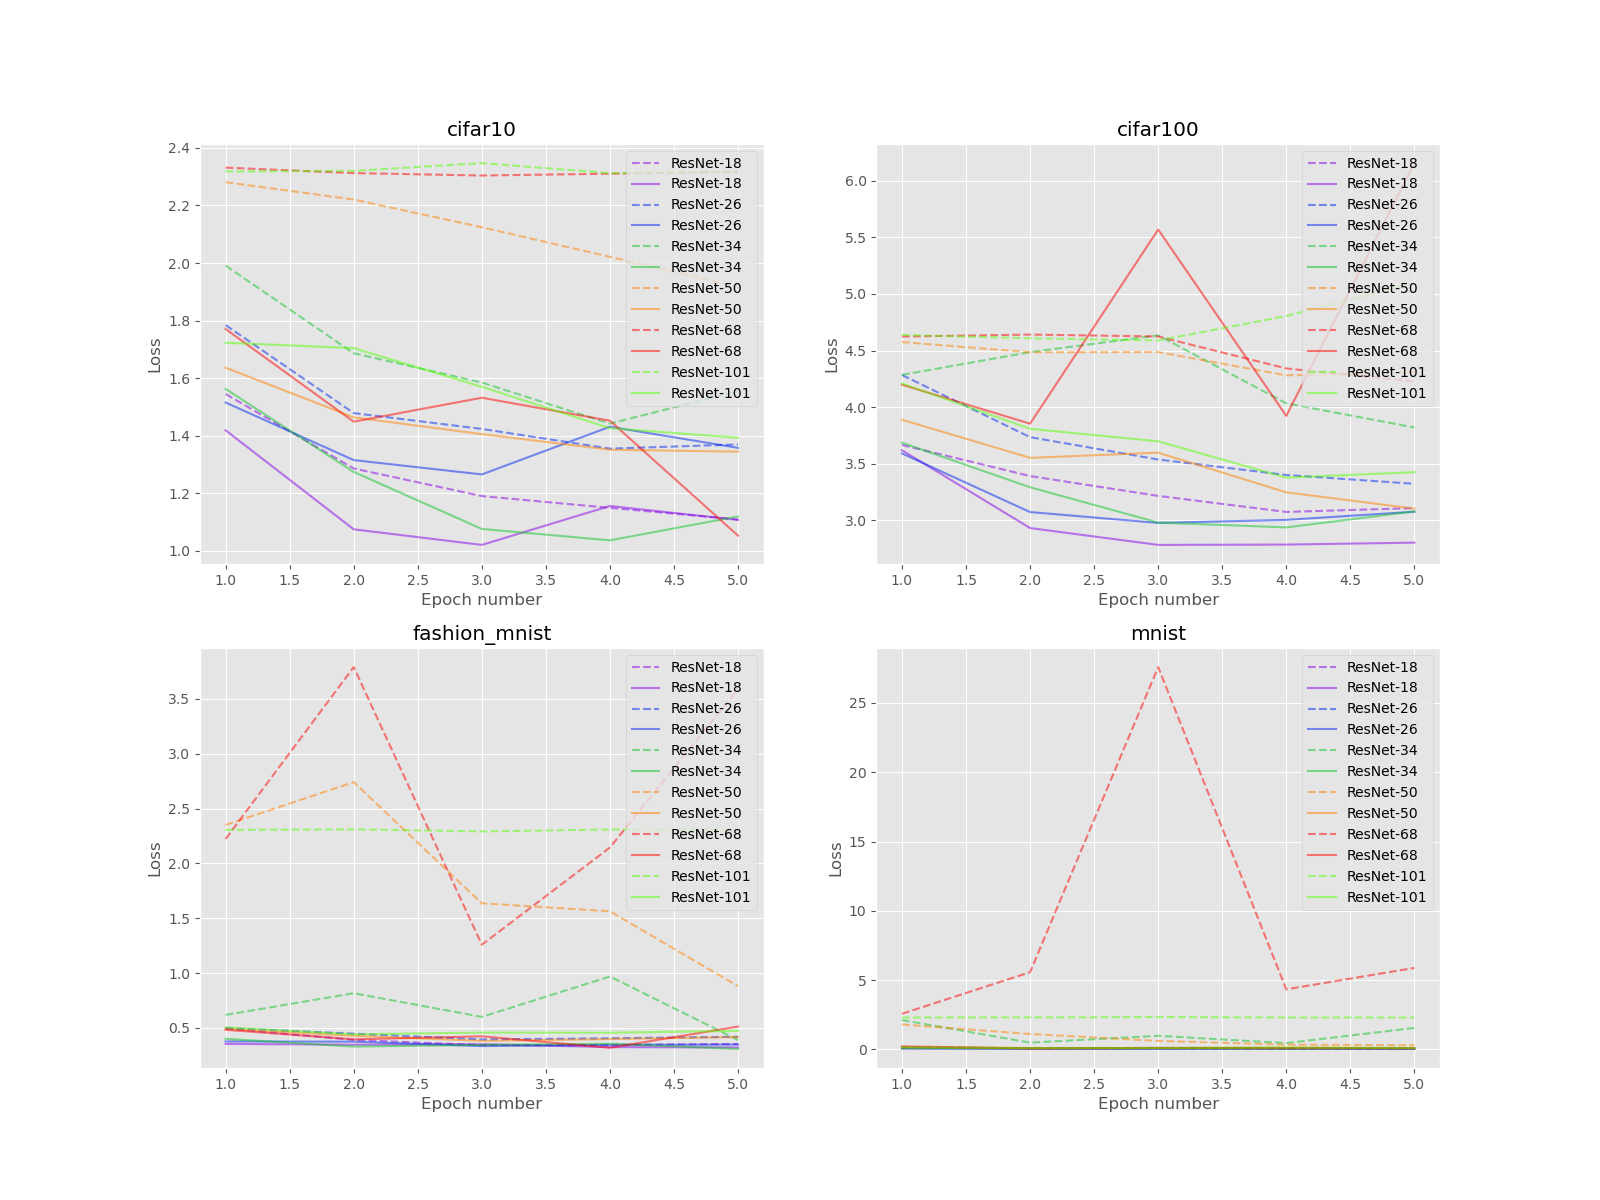 cifar10
2.4
2.2
2.0
1.8
1.6
1.4
1.2
1.0
Loss
ResNet-18
ResNet-18
ResNet-26
ResNet-26
ResNet-34
ResNet-34
ResNet-50
ResNet-50
ResNet-68
ResNet-68
ResNet-101
ResNet-101
1.0 1.5 2.0 2.5 3.0 3.5 4.0 4.5 5.0
Epoch number
cifar100
6.0
5.5
5.0
4.5
4.0
3.5
3.0
Loss
ResNet-18
ResNet-18
ResNet-26
ResNet-26
ResNet-34
ResNet-34
ResNet-50
ResNet-50
ResNet-68
ResNet-68
ResNet-101
ResNet-101
1.0 1.5 2.0 2.5 3.0 3.5 4.0 4.5 5.0
Epoch number
fashion_mnist
3.5
3.0
2.5
2.0
1.5
1.0
0.5
Loss
ResNet-18
ResNet-18
ResNet-26
ResNet-26
ResNet-34
ResNet-34
ResNet-50
ResNet-50
ResNet-68
ResNet-68
ResNet-101
ResNet-101
1.0 1.5 2.0 2.5 3.0 3.5 4.0 4.5 5.0
Epoch number
mnist
25
20
15
10
5
0
Loss
ResNet-18
ResNet-18
ResNet-26
ResNet-26
ResNet-34
ResNet-34
ResNet-50
ResNet-50
ResNet-68
ResNet-68
ResNet-101
ResNet-101
1.0 1.5 2.0 2.5 3.0 3.5 4.0 4.5 5.0
Epoch number